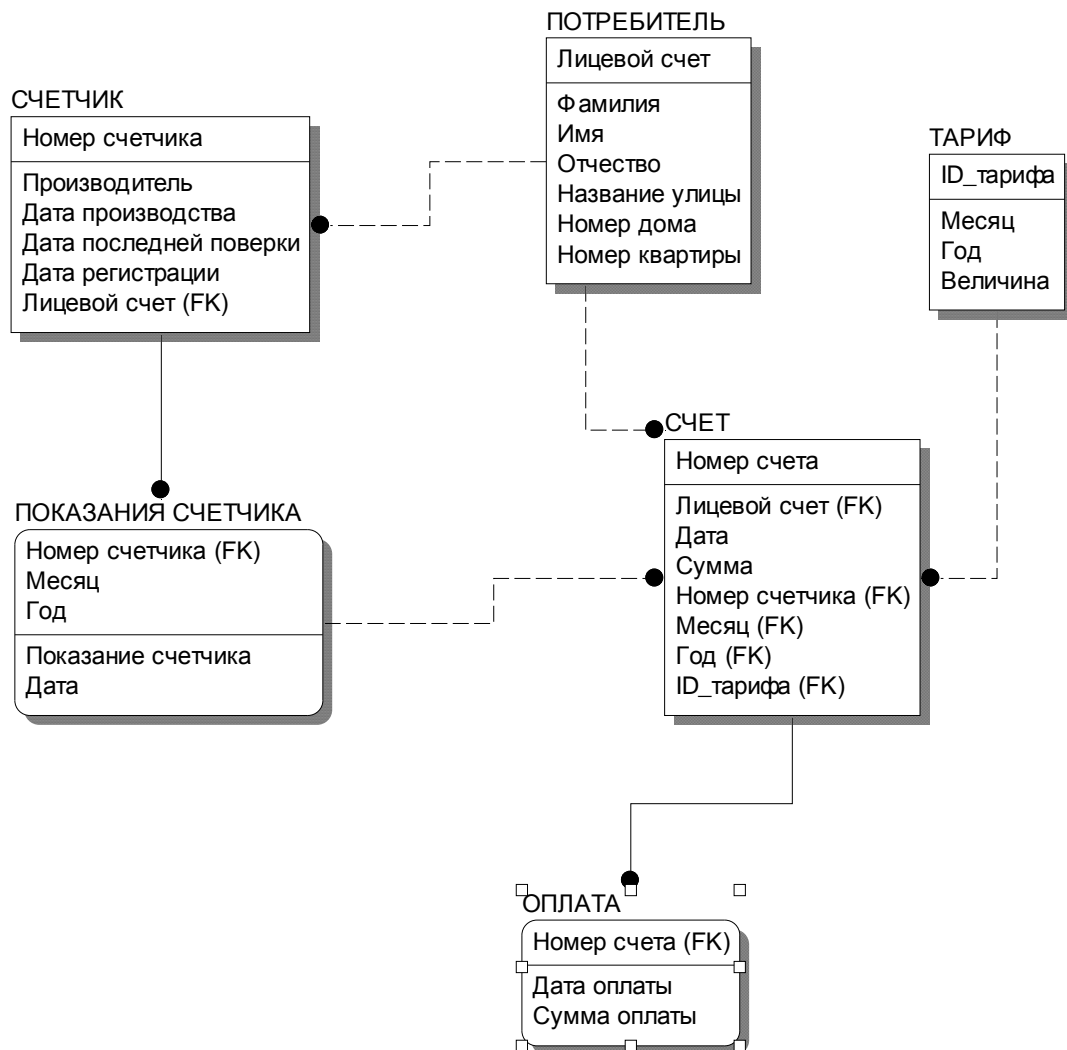 ПОТРЕБИТЕЛЬ
Лицевой счет
Фамилия
Имя
Отчество
Название улицы
Номер дома
Номер квартиры
СЧЕТЧИК
Номер счетчика
Производитель
Дата производства
Дата последней поверки
Дата регистрации
Лицевой счет (FK)
ТАРИФ
ID_тарифа
Месяц
Год
Величина
СЧЕТ
Номер счета
Лицевой счет (FK)
Дата
Сумма
Номер счетчика (FK)
Месяц (FK)
Год (FK)
ID_тарифа (FK)
ПОКАЗАНИЯ СЧЕТЧИКА
Номер счетчика (FK)
Месяц
Год
Показание счетчика
Дата
ОПЛАТА
Номер счета (FK)
Дата оплаты
Сумма оплаты